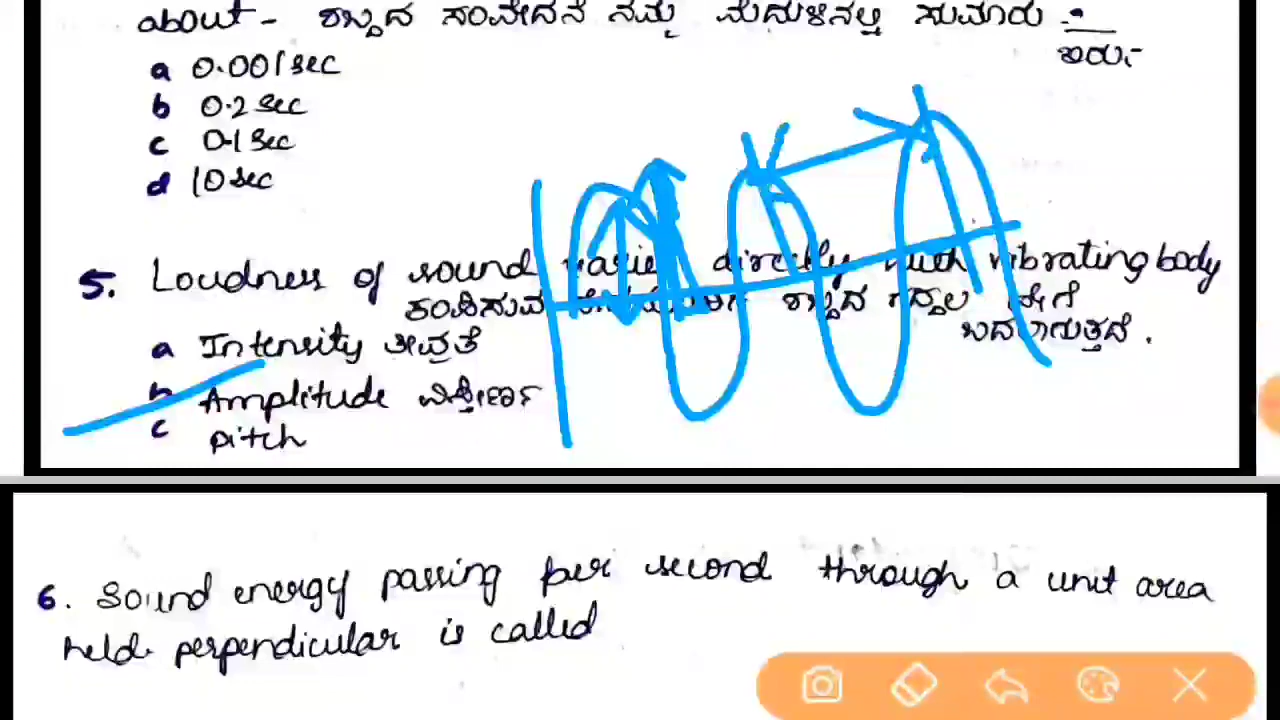 about - ಶಬ್ದದ ಸಂವೇದನೆ ನಮ್ಮ ಮೆದುಳಿನಲ್ಲಿ ಸುಮಾರು
a 0.001 sec
b 0.2 sec
c 0.1 sec
d 10 sec
5. Loudness of sound varies directly with vibrating body
ಕಂಪಿಸುವ ಶಬ್ದದ ಹೇಗೆ
ಬದಲಾಗುತ್ತದೆ.
a Intensity ತೀವ್ರತೆ
b Amplitude
c pitch
6. Sound energy passing per second through a unit area
held perpendicular is called